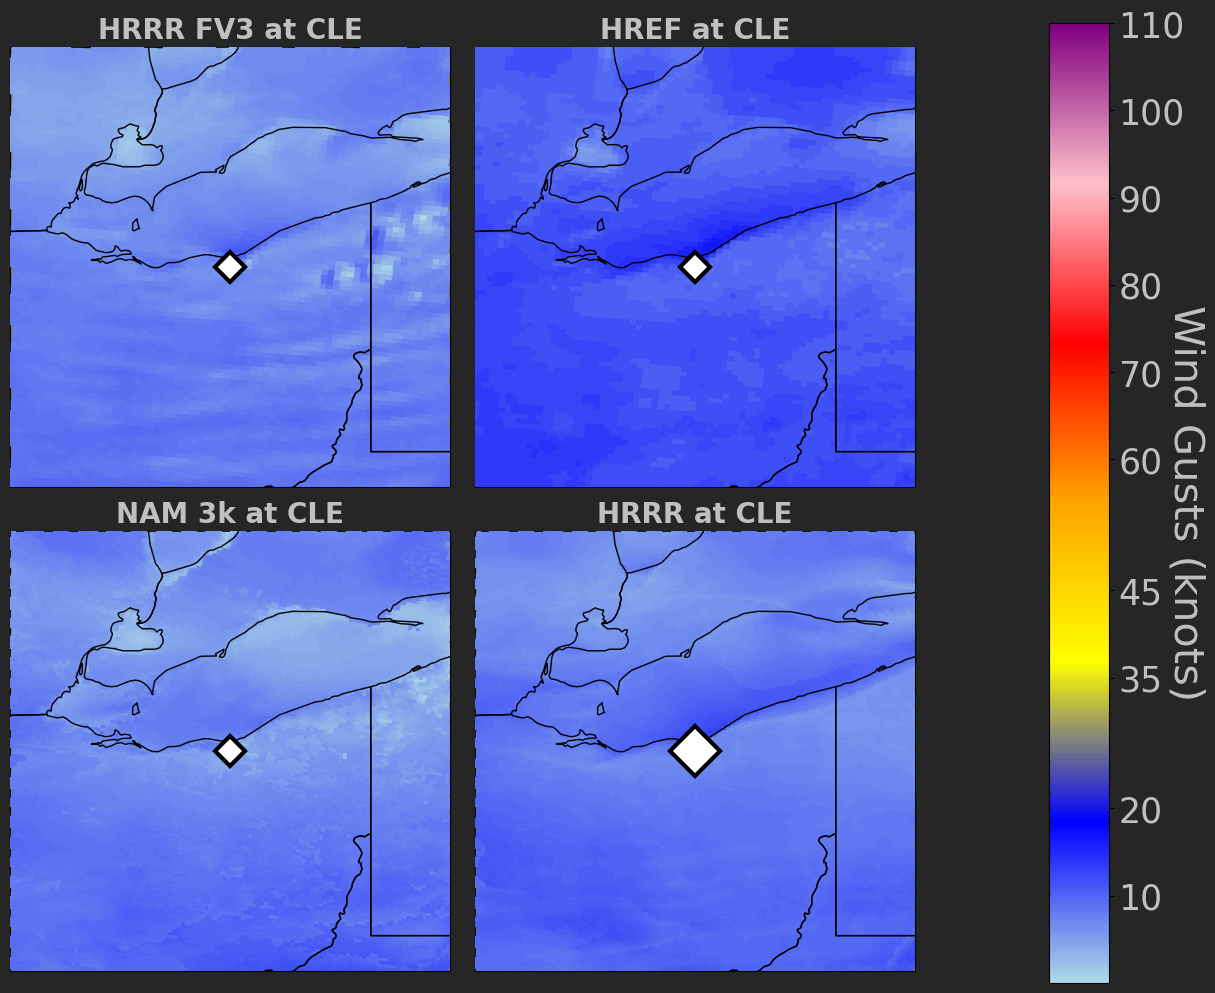 HRRR FV3 at CLE
HREF at CLE
NAM 3k at CLE
HRRR at CLE
110
100
90
80
70
60
45
35
20
10
Wind Gusts (knots)